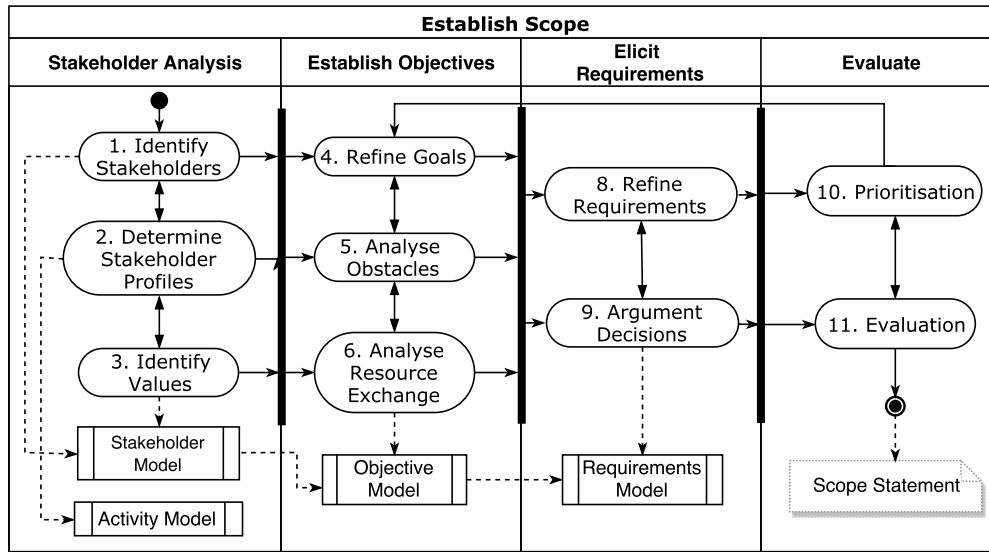 Establish Scope
Stakeholder Analysis
Establish Objectives
Elicit
Requirements
Evaluate
1. Identify
Stakeholders
2. Determine
Stakeholder
Profiles
3. Identify
Values
Stakeholder
Model
Activity Model
4. Refine Goals
5. Analyse
Obstacles
6. Analyse
Resource
Exchange
Objective
Model
8. Refine
Requirements
9. Argument
Decisions
Requirements
Model
10. Prioritisation
11. Evaluation
Scope Statement